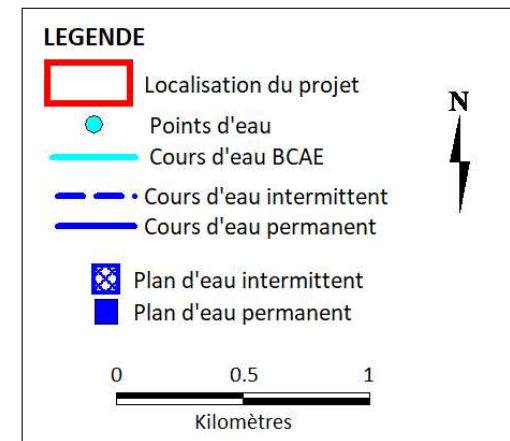 LEGENDE
Localisation du projet
N
Points d'eau
Cours d'eau BCAE
Cours d'eau intermittent
Cours d'eau permanent
Plan d'eau intermittent
Plan d'eau permanent
0 0.5 1
Kilomètres